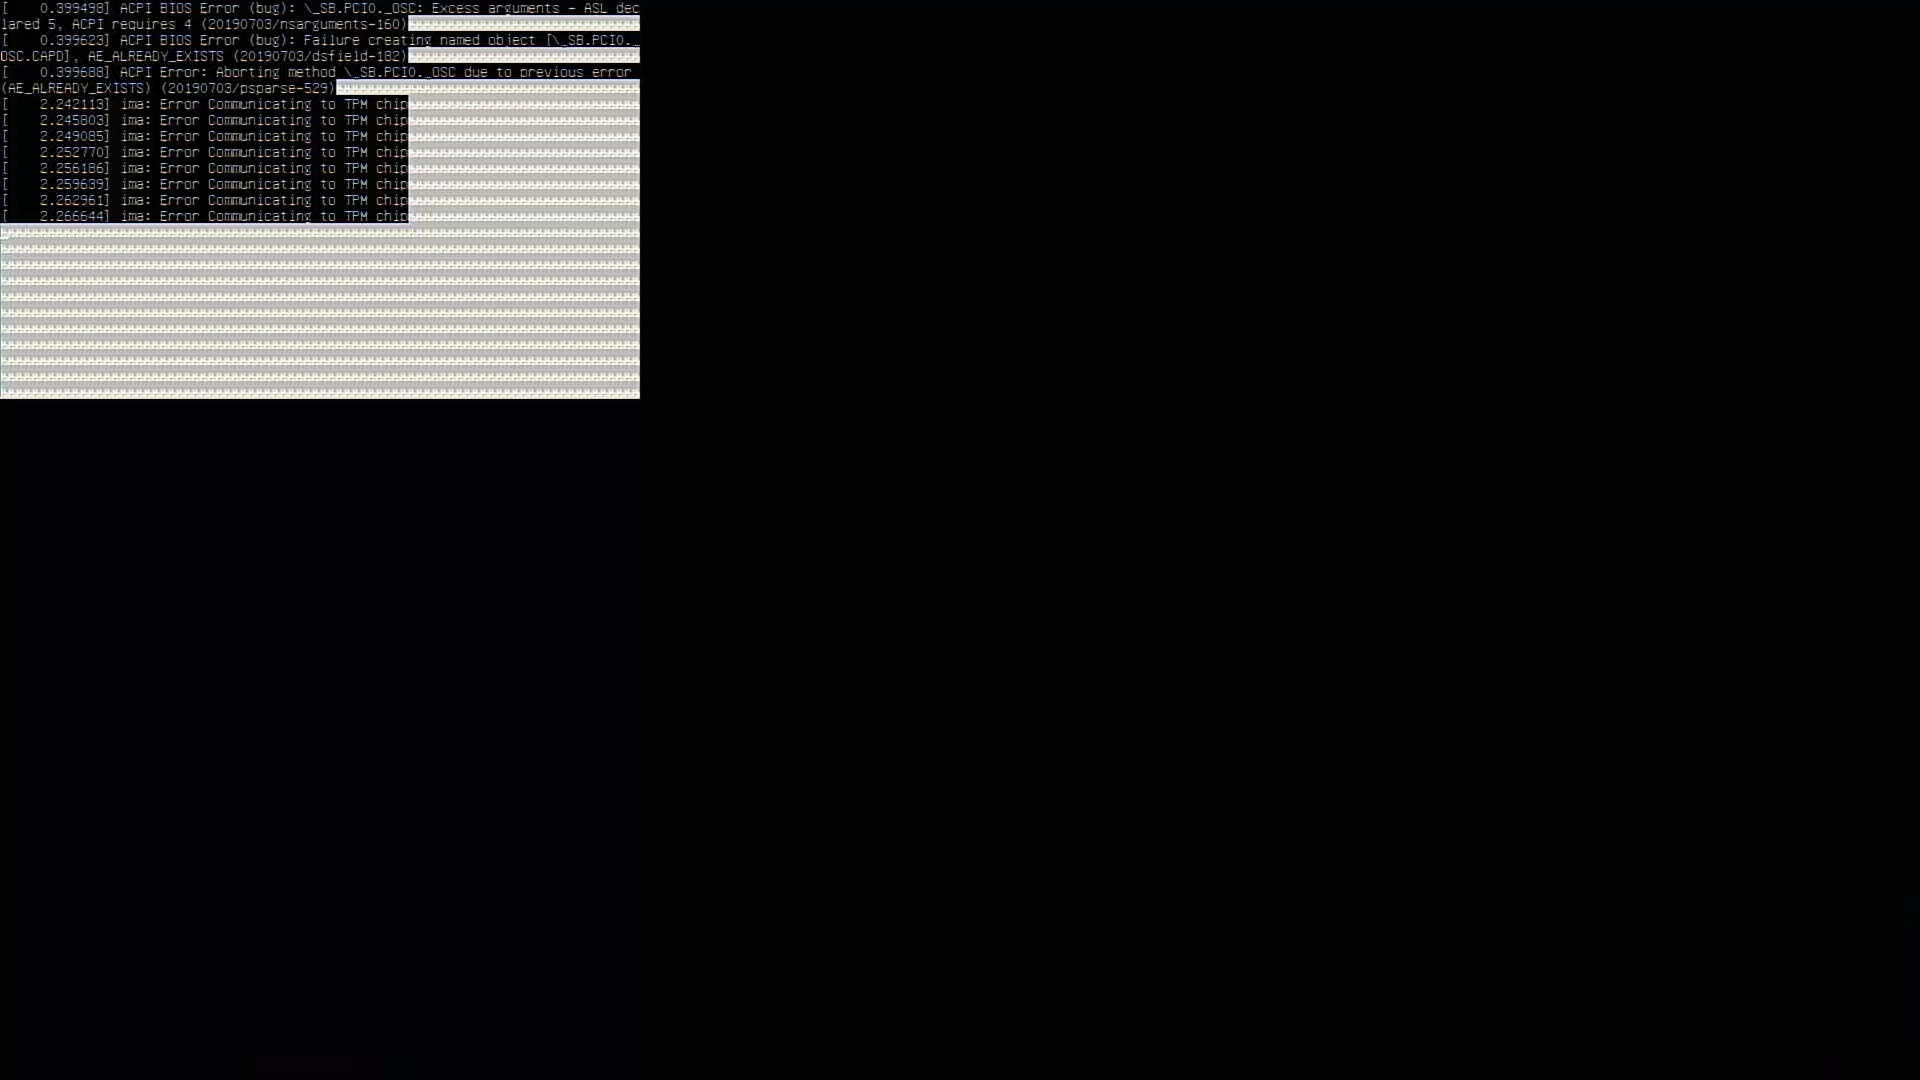 [    0.399498] ACPI BIOS Error (bug): \_SB.PCI0._OSC: Excess arguments - ASL dec
lared 5, ACPI requires 4 (20190703/nsarguments-160)
[    0.399623] ACPI BIOS Error (bug): Failure creating named object [\_SB.PCI0._
OSC.CAPD], AE_ALREADY_EXISTS (20190703/dsfield-182)
[    0.399688] ACPI Error: Aborting method \_SB.PCI0._OSC due to previous error
(AE_ALREADY_EXISTS) (20190703/psparse-529)
[    2.242113] ima: Error Communicating to TPM chip
[    2.245803] ima: Error Communicating to TPM chip
[    2.249085] ima: Error Communicating to TPM chip
[    2.252770] ima: Error Communicating to TPM chip
[    2.256186] ima: Error Communicating to TPM chip
[    2.259639] ima: Error Communicating to TPM chip
[    2.262961] ima: Error Communicating to TPM chip
[    2.266644] ima: Error Communicating to TPM chip